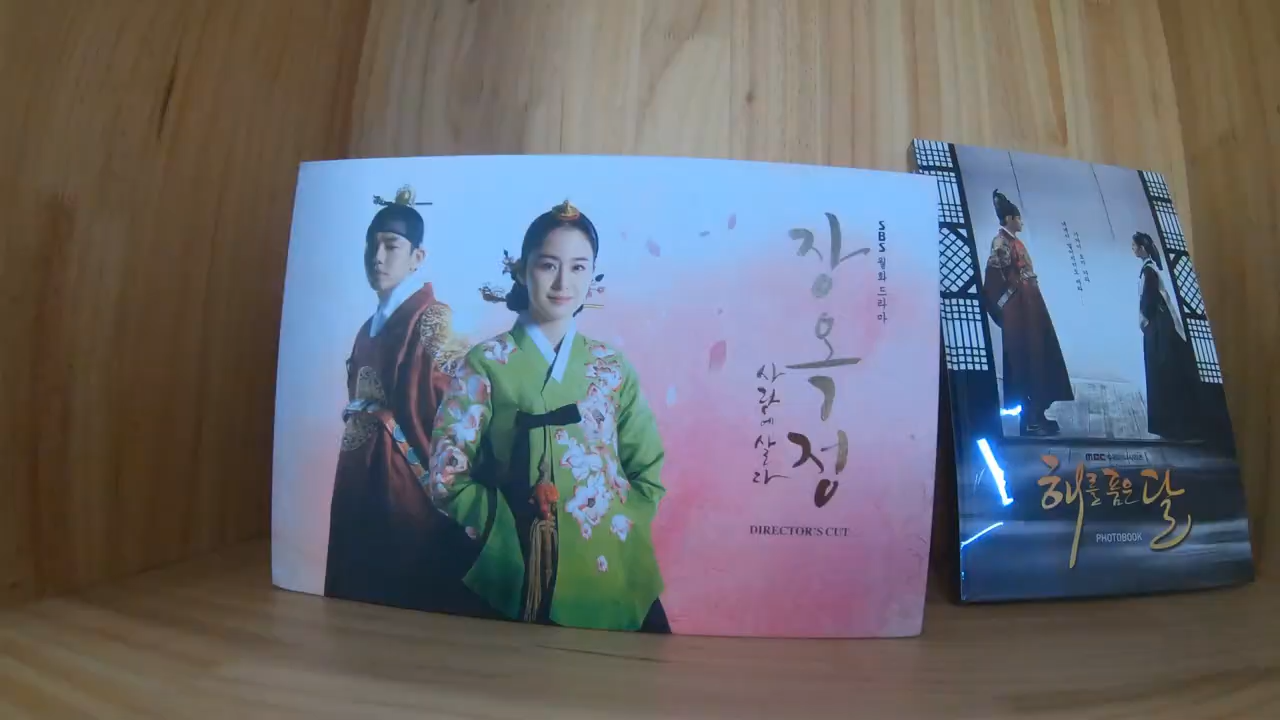 SBS 월화 드라마
장옥정
사랑에 살다
DIRECTOR'S CUT
MBC
해를 품은 달
PHOTOBOOK